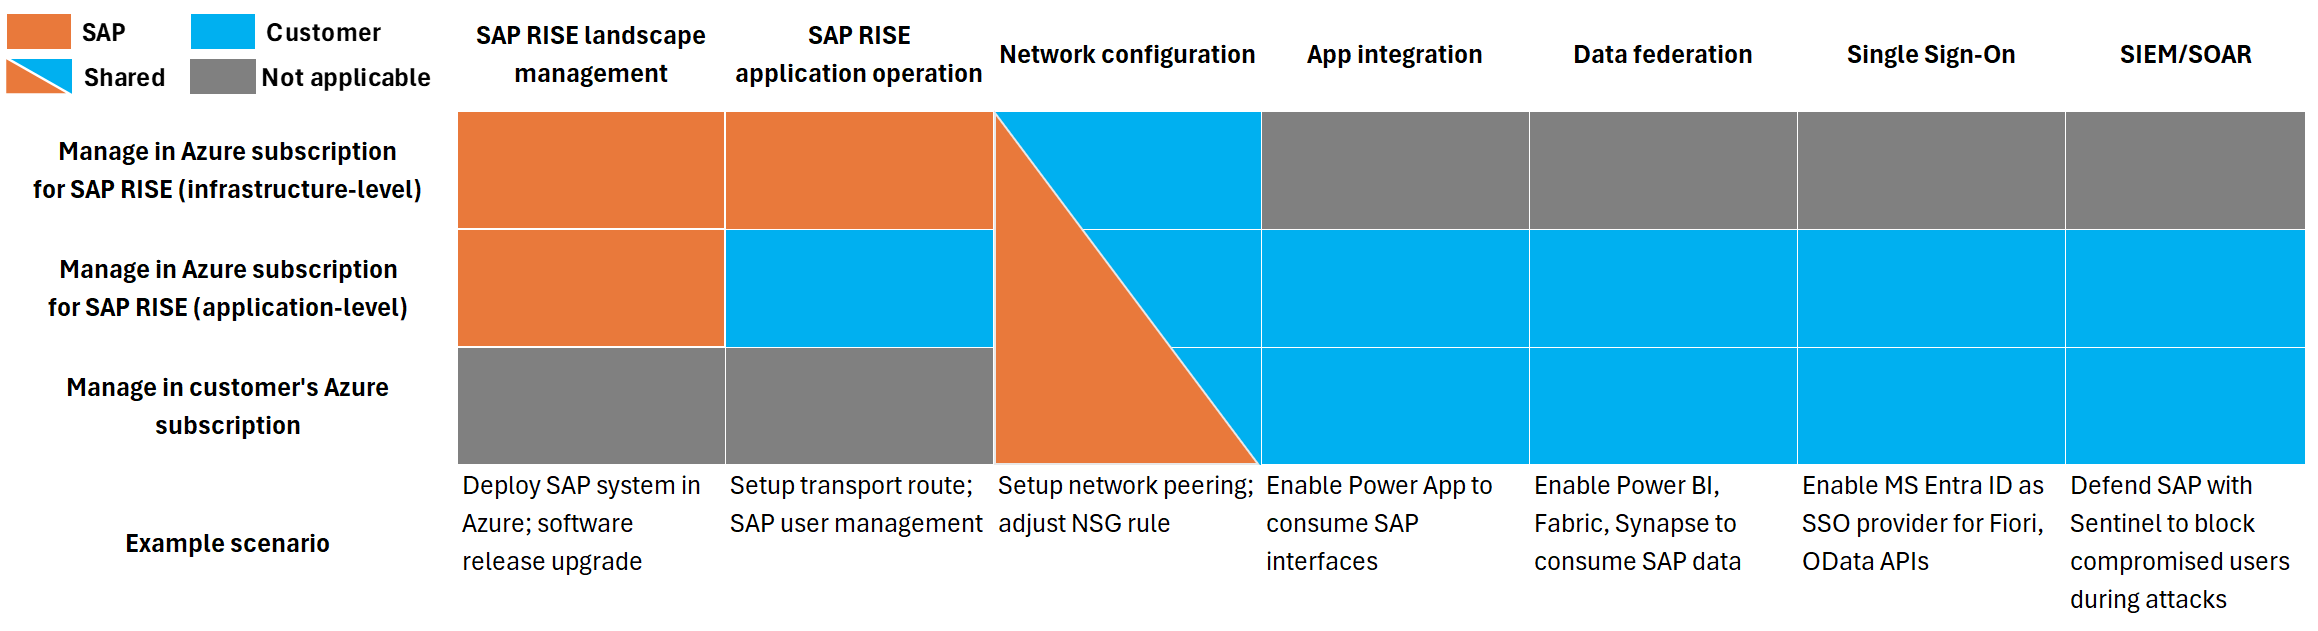 SAP
Customer
Shared
Not applicable
SAP RISE landscape
management
SAP RISE
application operation
Network configuration
App integration
Data federation
Single Sign-On
SIEM/SOAR
Manage in Azure subscription
for SAP RISE (infrastructure-level)
Manage in Azure subscription
for SAP RISE (application-level)
Manage in customer's Azure
subscription
Example scenario
Deploy SAP system in
Azure; software
release upgrade
Setup transport route;
SAP user management
Setup network peering;
adjust NSG rule
Enable Power App to
consume SAP
interfaces
Enable Power BI,
Fabric, Synapse to
consume SAP data
Enable MS Entra ID as
SSO provider for Fiori,
OData APIs
Defend SAP with
Sentinel to block
compromised users
during attacks